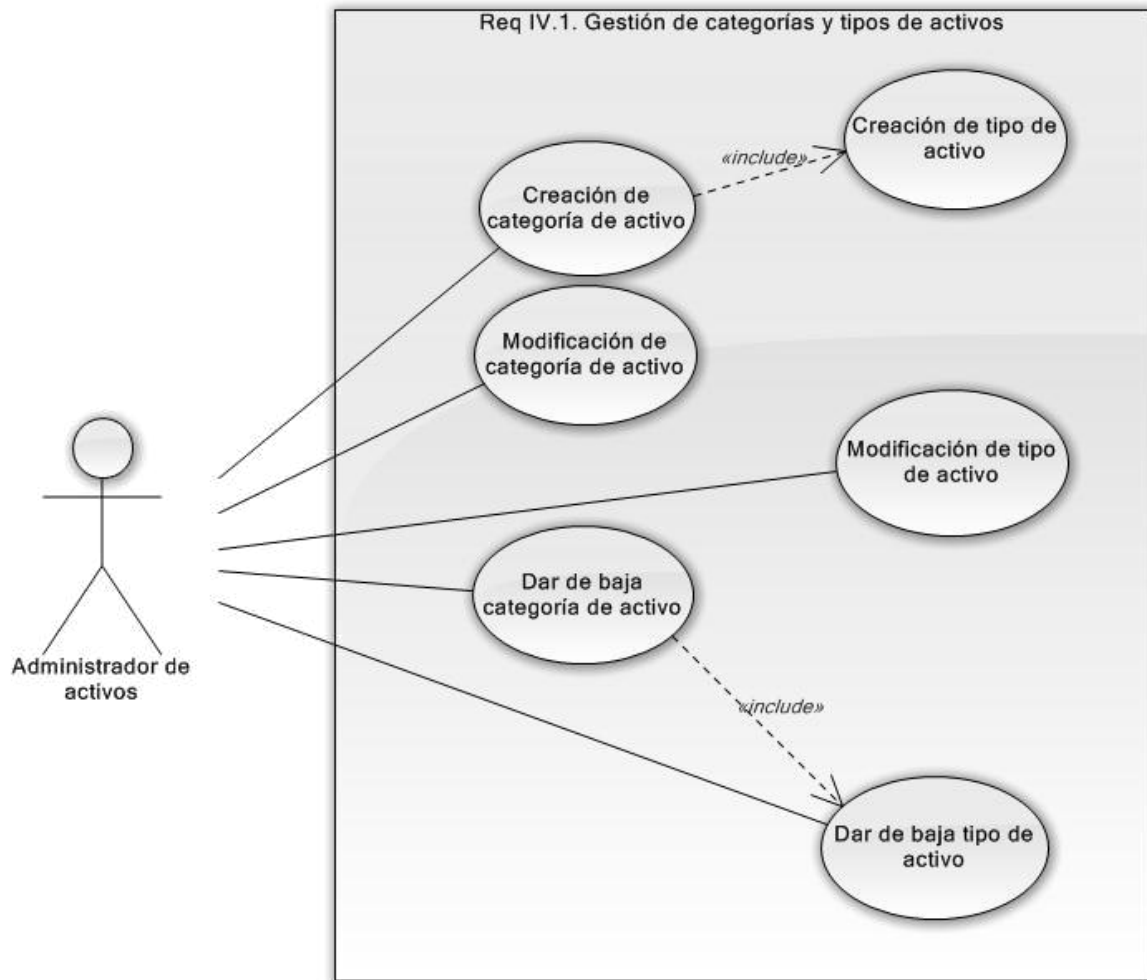 Req IV.1. Gestión de categorías y tipos de activos
Creación de tipo de
activo
«include»
Creación de
categoría de activo
Modificación de
categoría de activo
Modificación de tipo
de activo
Dar de baja
categoría de activo
Administrador de
activos
«include»
Dar de baja tipo de
activo